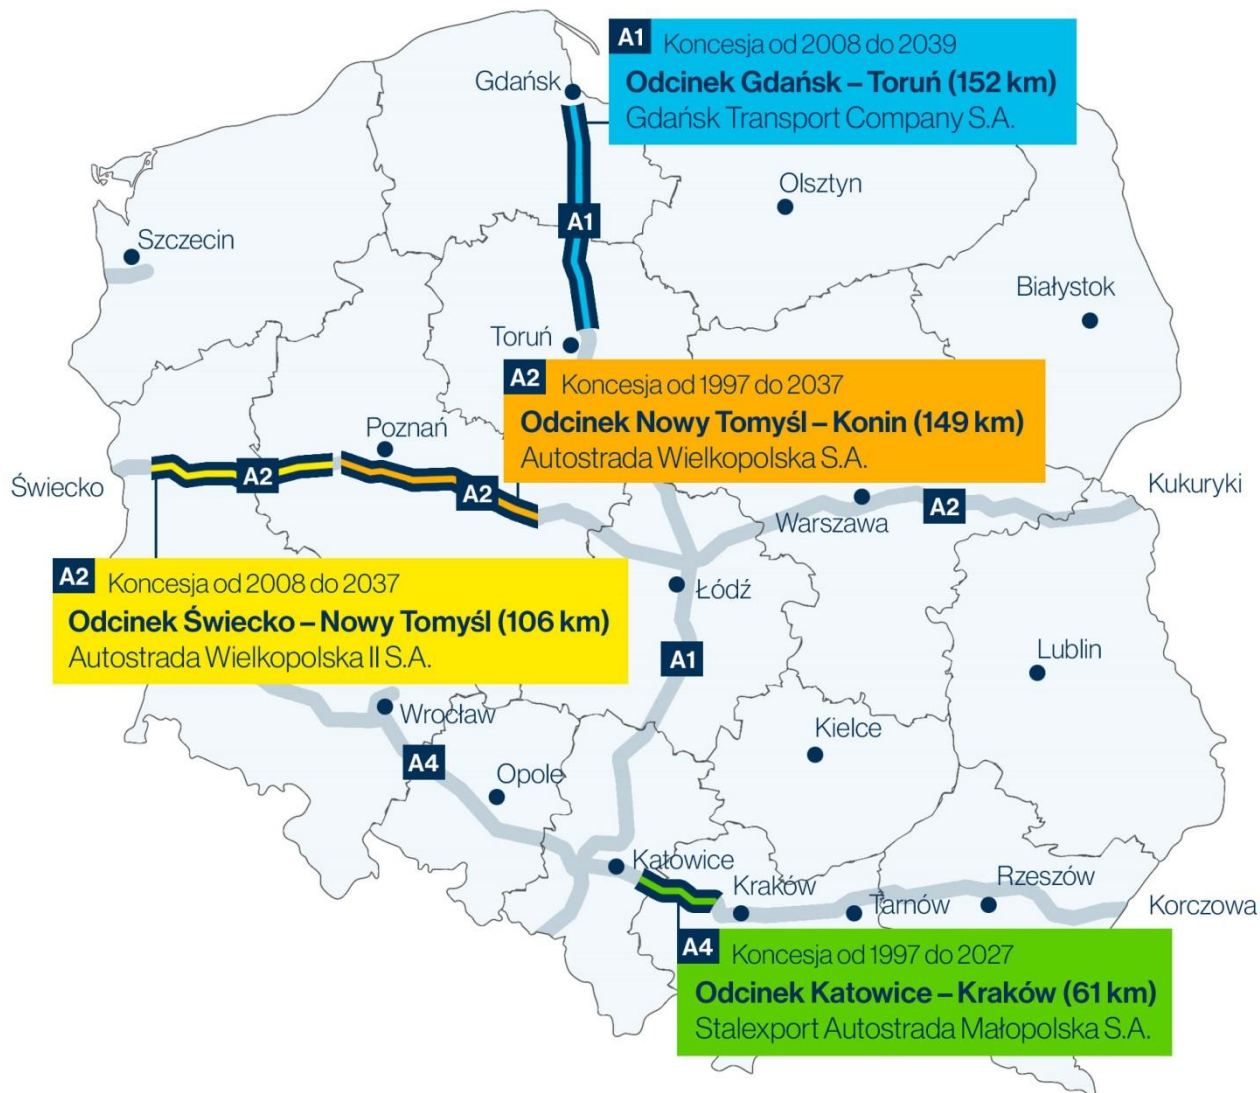 A1 Koncesja od 2008 do 2039
Odcinek Gdańsk – Toruń (152 km)
Gdańsk Transport Company S.A.
Gdańsk
Olsztyn
A1
Szczecin
Białystok
Toruń
A2 Koncesja od 1997 do 2037
Odcinek Nowy Tomyśl – Konin (149 km)
Autostrada Wielkopolska S.A.
Poznań
Świecko
A2
A2
Warszawa
A2
Kukuryki
A2 Koncesja od 2008 do 2037
Odcinek Świecko – Nowy Tomyśl (106 km)
Autostrada Wielkopolska II S.A.
Łódź
A1
Lublin
Wrocław
Kielce
A4
Opole
Katowice
Kraków
Tarnów
Rzeszów
Korczowa
A4 Koncesja od 1997 do 2027
Odcinek Katowice – Kraków (61 km)
Stalexport Autostrada Małopolska S.A.